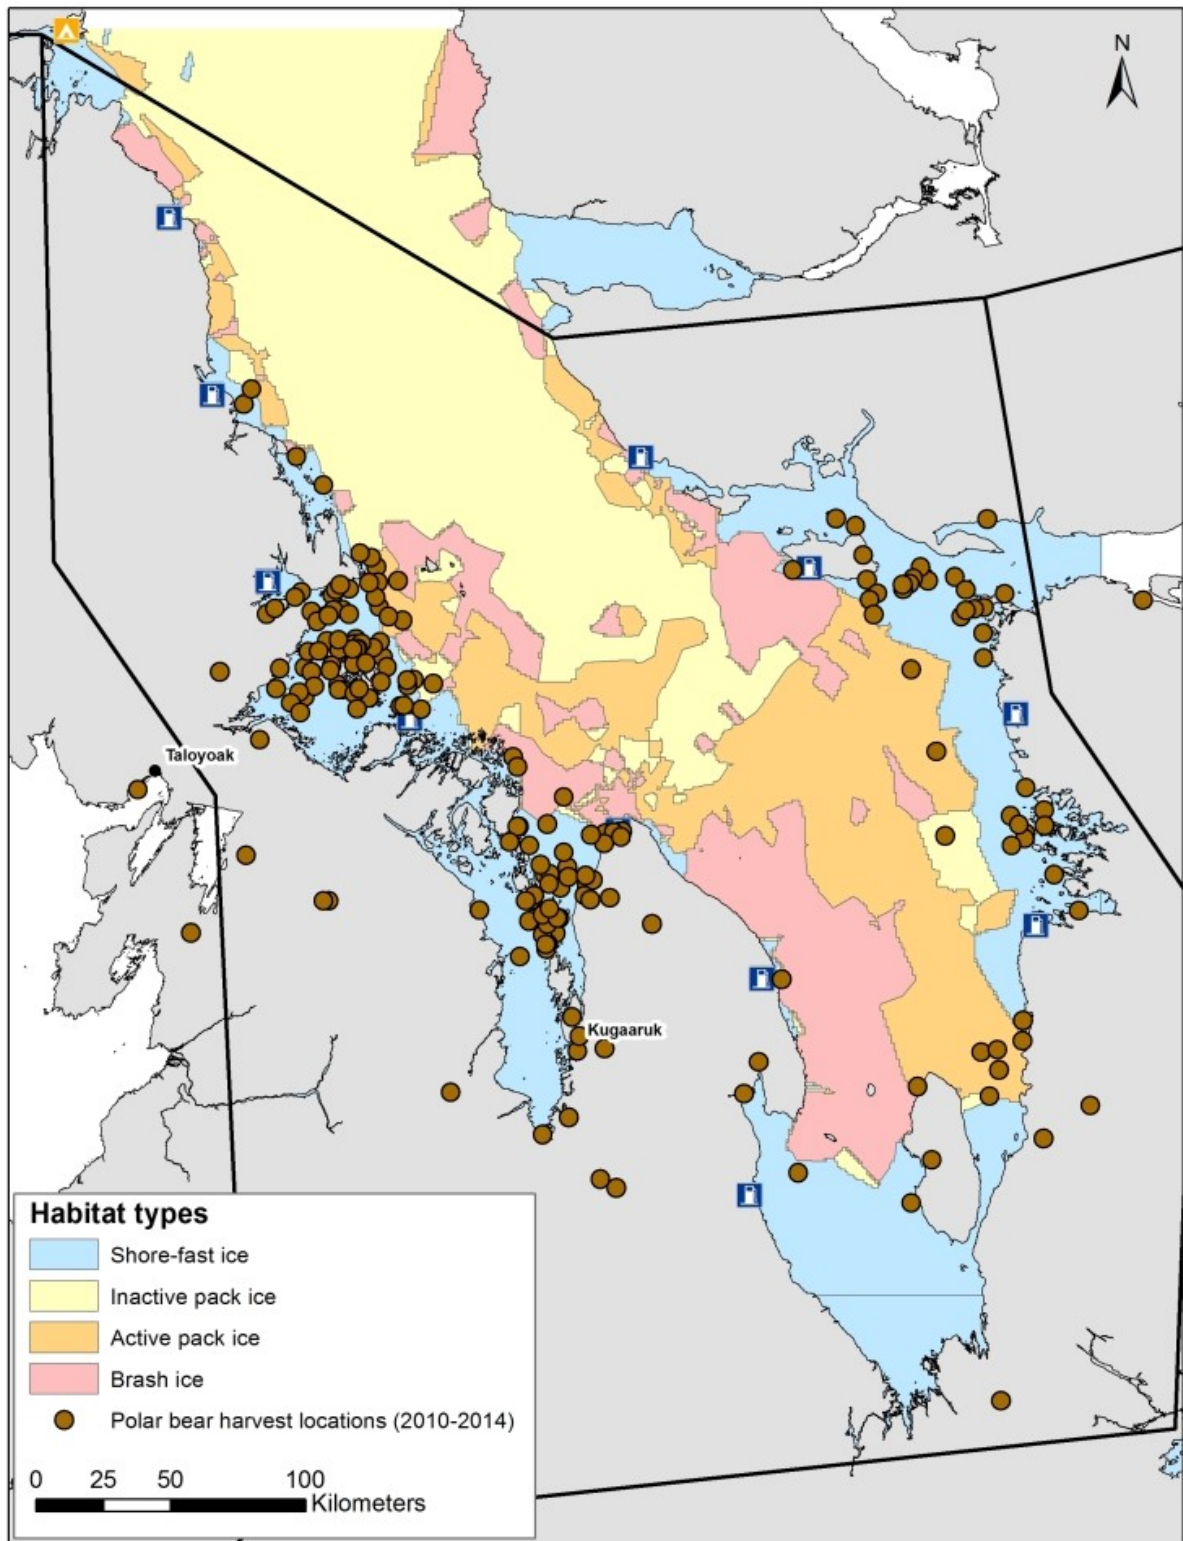 N
Taloyoak
Kugaaruk
Habitat types
Shore-fast ice
Inactive pack ice
Active pack ice
Brash ice
Polar bear harvest locations (2010-2014)
0 25 50 100
Kilometers